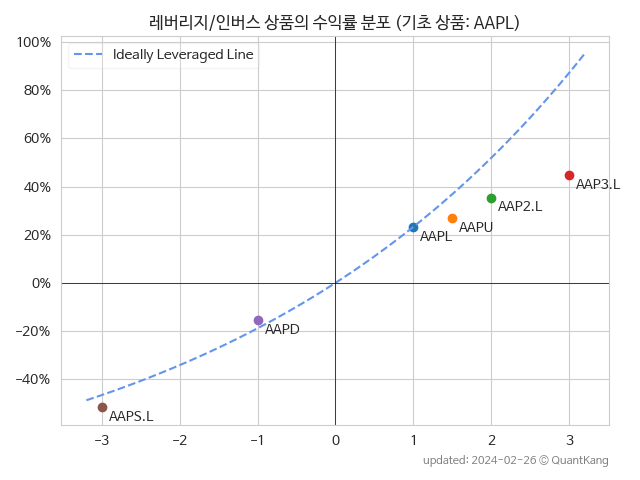 레버리지/인버스 상품의 수익률 분포 (기초 상품: AAPL)
Ideally Leveraged Line
100%
80%
60%
40%
20%
0%
−20%
−40%
AAP3.L
AAP2.L
AAPU
AAPL
AAPD
AAPS.L
−3 −2 −1 0 1 2 3
updated: 2024-02-26 © QuantKang